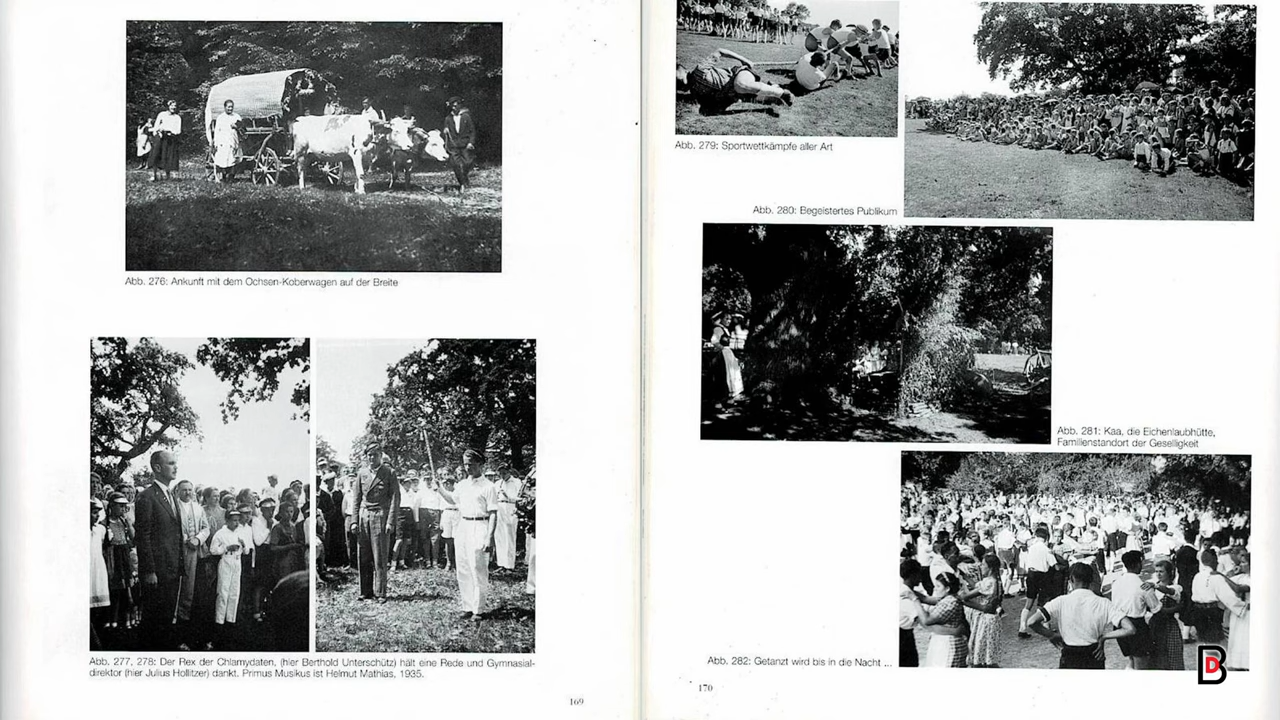 Abb. 276: Ankunft mit dem Ochsen-Koberwagen auf der Breite
Abb. 277, 278: Der Rex der Chlamydaten, (hier Berthold Unterschütz) hält eine Rede und Gymnasial-
direktor (hier Julius Hollitzer) dankt. Primus Musikus ist Helmut Mathias, 1935.
169
Abb. 279: Sportwettkämpfe aller Art
Abb. 280: Begeistertes Publikum
Abb. 281: Kaa, die Eichenlaubhütte,
Familienstandort der Geselligkeit
Abb. 282: Getanzt wird bis in die Nacht ...
170